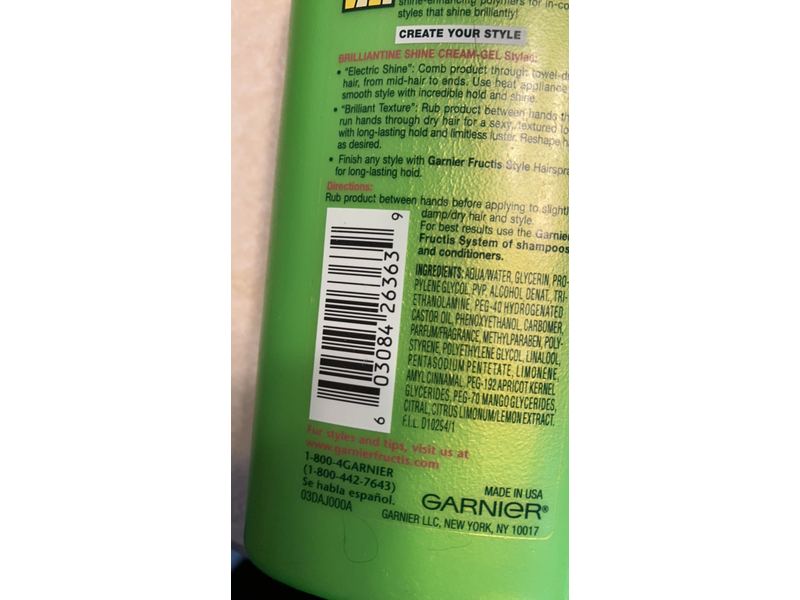 shine-enhancing polymers for in-co
styles that shine brilliantly!
CREATE YOUR STYLE
BRILLIANTINE SHINE CREAM-GEL Styles:
• "Electric Shine": Comb product through towel-d
hair, from mid-hair to ends. Use heat appliance
smooth style with incredible hold and shine.
• "Brilliant Texture": Rub product between hands th
run hands through dry hair for a sexy, textured lo
with long-lasting hold and limitless luster. Reshape h
as desired.
• Finish any style with Garnier Fructis Style Hairspra
for long-lasting hold.
Directions:
Rub product between hands before applying to slightl
damp/dry hair and style.
For best results use the Garnier
Fructis System of shampoos
and conditioners.
INGREDIENTS: AQUA/WATER, GLYCERIN, PRO-
PYLENE GLYCOL, PVP, ALCOHOL DENAT., TRI-
ETHANOLAMINE, PEG-40 HYDROGENATED
CASTOR OIL, PHENOXYETHANOL, CARBOMER,
PARFUM/FRAGRANCE, METHYLPARABEN, POLY-
STYRENE, POLYETHYLENE GLYCOL, LINALOOL,
PENTASODIUM PENTETATE, LIMONENE,
AMYL CINNAMAL, PEG-192 APRICOT KERNEL
GLYCERIDES, PEG-70 MANGO GLYCERIDES,
CITRAL, CITRUS LIMONUM/LEMON EXTRACT.
F.I.L. D10254/1
6 03084 26363 9
For styles and tips, visit us at
www.garnierfructis.com
1-800-4GARNIER
(1-800-442-7643)
Se habla español.
03DAJ000A
MADE IN USA
GARNIER®
GARNIER LLC, NEW YORK, NY 10017